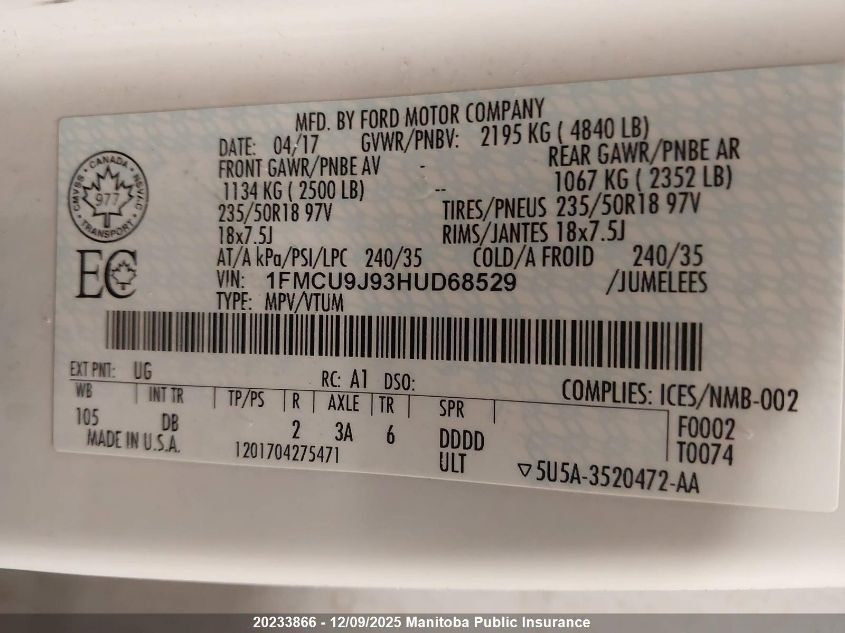 MFD. BY FORD MOTOR COMPANY
DATE: 04/17 GVWR/PNBV: 2195 KG ( 4840 LB)
FRONT GAWR/PNBE AV - REAR GAWR/PNBE AR
1134 KG ( 2500 LB) -- 1067 KG ( 2352 LB)
235/50R18 97V TIRES/PNEUS 235/50R18 97V
18x7.5J RIMS/JANTES 18x7.5J
AT/A kPa/PSI/LPC 240/35 COLD/A FROID 240/35
VIN: 1FMCU9J93HUD68529 /JUMELEES
TYPE: MPV/VTUM
CANADA
CMVSS NSVAC
977
TRANSPORT
EC
EXT PNT: UG RC: A1 DSO:
COMPLIES: ICES/NMB-002
WB INT TR TP/PS R AXLE TR SPR
105 DB 2 3A 6 DDDD F0002
MADE IN U.S.A. 1201704275471 ULT T0074
▽5U5A-3520472-AA
20233866 - 12/09/2025 Manitoba Public Insurance